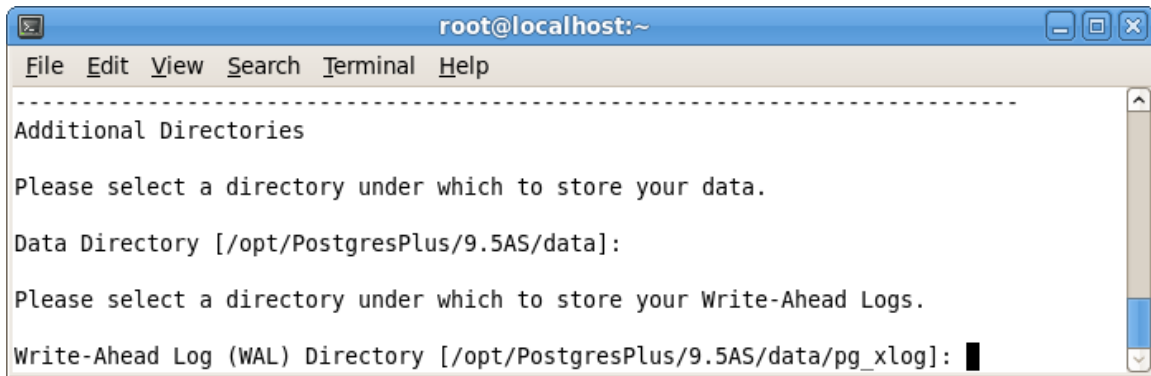 root@localhost:~
File Edit View Search Terminal Help
-----------------------------------------------------------------------------
Additional Directories
Please select a directory under which to store your data.
Data Directory [/opt/PostgresPlus/9.5AS/data]:
Please select a directory under which to store your Write-Ahead Logs.
Write-Ahead Log (WAL) Directory [/opt/PostgresPlus/9.5AS/data/pg_xlog]: